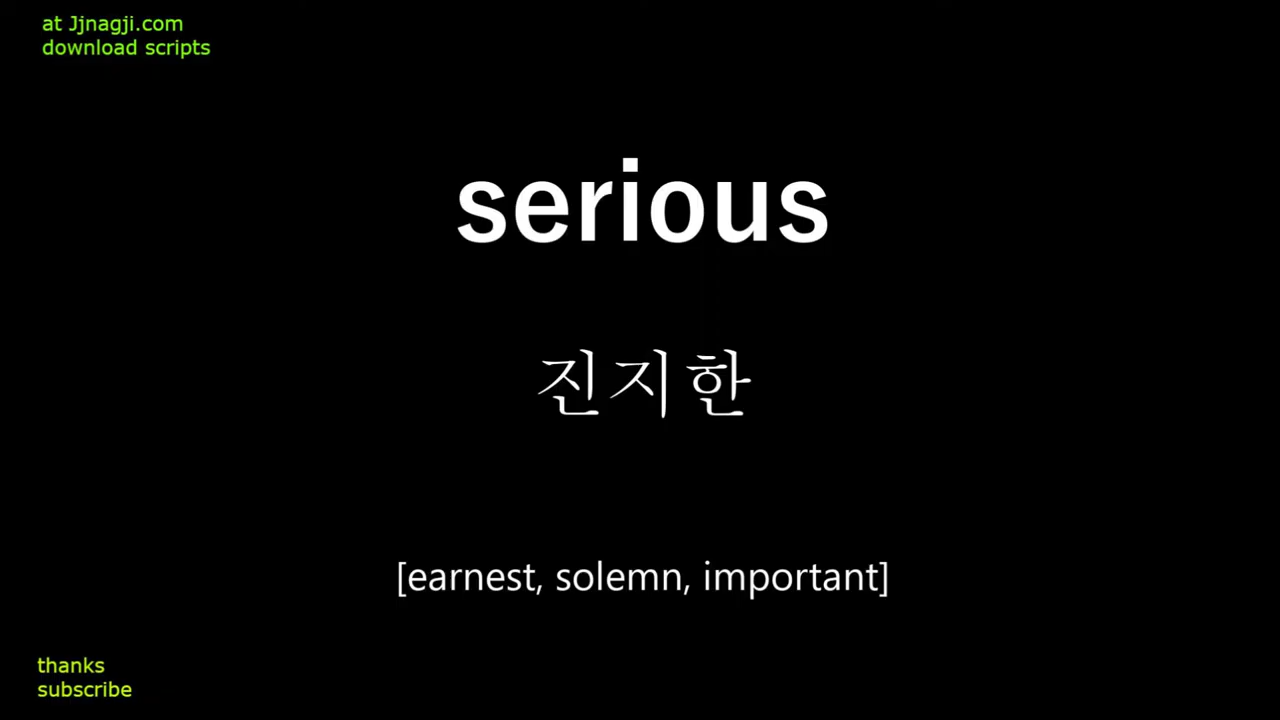 at Jjnagji.com
download scripts
serious
진지한
[earnest, solemn, important]
thanks
subscribe